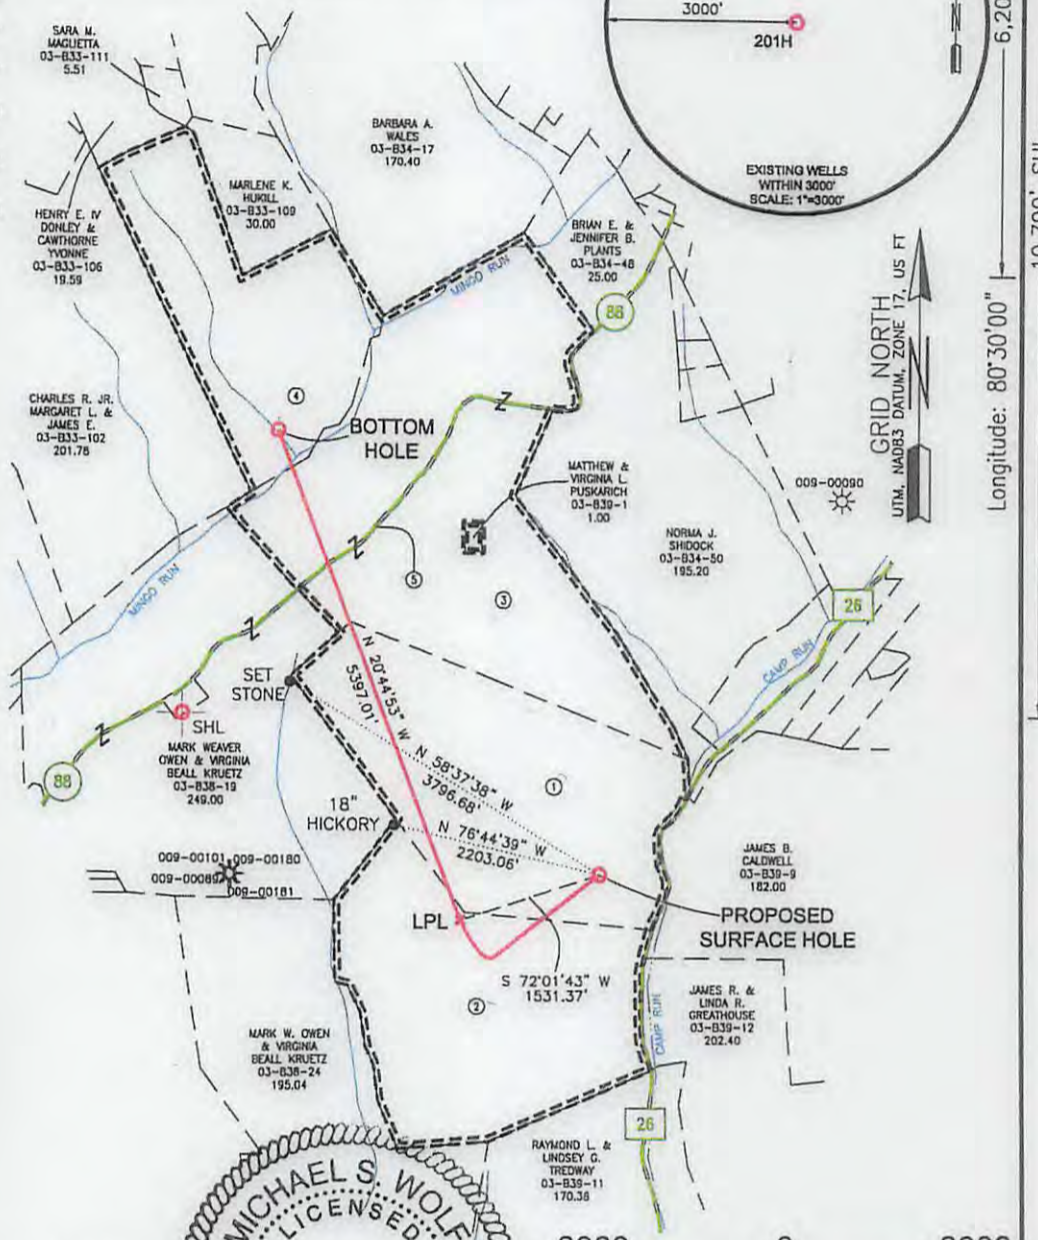 3000'
201H
EXISTING WELLS
WITHIN 3000'
SCALE: 1"=3000'
SARA M.
MAGLIETTA
03-B33-111
5.51
BARBARA A.
WALES
03-B34-17
170.40
MARLENE K.
HUKILL
03-B33-109
30.00
HENRY E. IV
DONLEY &
CAWTHORNE
YVONNE
03-B33-106
19.59
BRIAN E. &
JENNIFER B.
PLANTS
03-B34-48
25.00
MINGO RUN
88
GRID NORTH
UTM, NAD83 DATUM, ZONE 17, US FT
N
Longitude: 80°30'00"
CHARLES R. JR.
MARGARET L. &
JAMES E.
03-B33-102
201.78
4
BOTTOM
HOLE
MATTHEW &
VIRGINIA L.
PUSKARICH
03-B39-1
1.00
009-00090
NORMA J.
SHIDOCK
03-B34-50
195.20
5
3
MINGO RUN
26
CAMP RUN
N 20°44'53" W
5397.01'
SET
STONE
SHL
MARK WEAVER
OWEN & VIRGINIA
BEALL KRUETZ
03-B38-19
249.00
88
N 58°37'38" W
3796.68'
1
18"
HICKORY
N 76°44'39" W
2203.06'
009-00101 009-00180
009-00089 009-00181
JAMES B.
CALDWELL
03-B39-9
182.00
LPL
PROPOSED
SURFACE HOLE
S 72°01'43" W
1531.37'
2
JAMES R. &
LINDA R.
GREATHOUSE
03-B39-12
202.40
CAMP RUN
MARK W. OWEN
& VIRGINIA
BEALL KRUETZ
03-B38-24
195.04
26
RAYMOND L. &
LINDSEY G.
TREDWAY
03-B39-11
170.38
MICHAEL S. WOLF
LICENSED